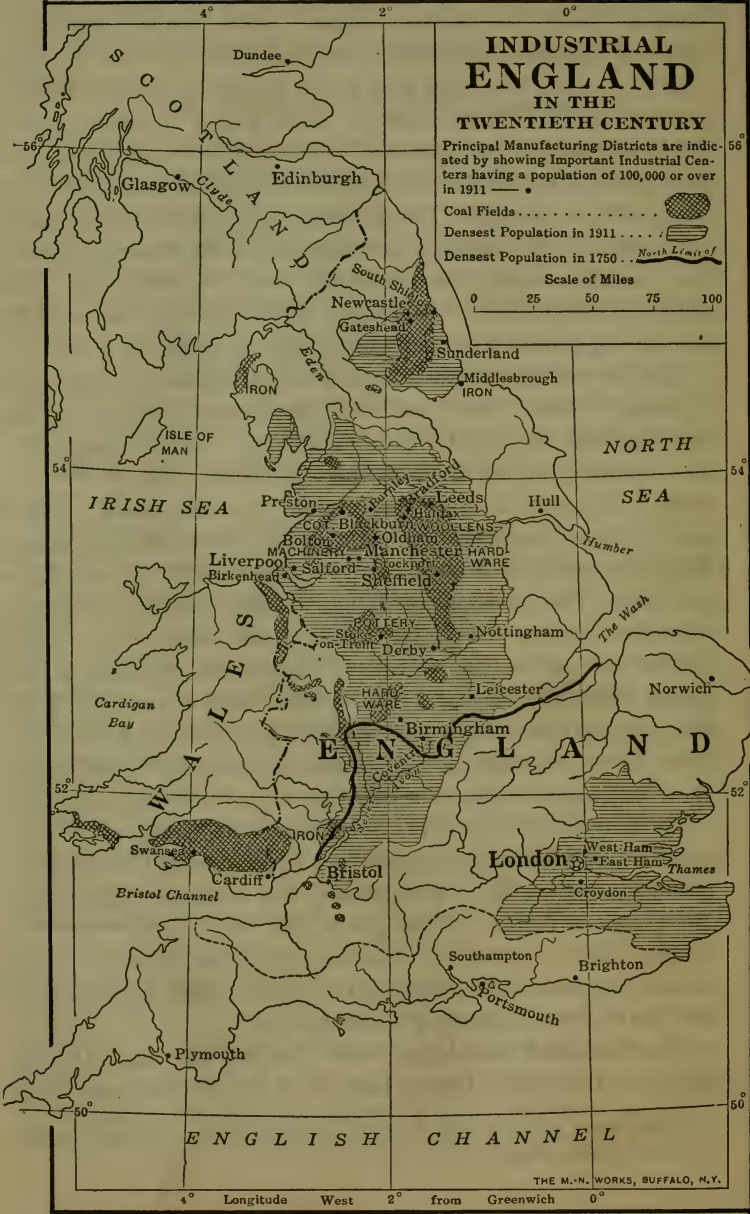 4° 2° 0°
INDUSTRIAL
ENGLAND
IN THE
TWENTIETH CENTURY
Principal Manufacturing Districts are indic-
ated by showing Important Industrial Cen-
ters having a population of 100,000 or over
in 1911
Coal Fields
Densest Population in 1911
Densest Population in 1750 North Limit of
Scale of Miles
0 25 50 75 100
SCOTLAND
Dundee
56° 56°
Glasgow
Clyde
Edinburgh
South Shields
Newcastle
Gateshead
Sunderland
Middlesbrough
IRON
Eden
IRON
ISLE OF
MAN
NORTH
SEA
54° 54°
IRISH SEA
Preston
Burnley
Bradford
Leeds
Halifax
Hull
COT.
Blackburn
WOOLLENS
Bolton
Oldham
Humber
MACHINERY
Manchester
HARD-
WARE
Liverpool
Salford
Stockport
Birkenhead
Sheffield
POTTERY
Stoke
on-Trent
Derby
Nottingham
The Wash
WALES
Cardigan
Bay
HARD-
WARE
Leicester
Norwich
Birmingham
ENGLAND
Coventry
Avon
52° 52°
IRON
Swansea
Cardiff
Bristol Channel
Bristol
London
West Ham
East Ham
Thames
Croydon
Southampton
Brighton
Portsmouth
Plymouth
50° 50°
ENGLISH CHANNEL
THE M.-N. WORKS, BUFFALO, N.Y.
4° Longitude West 2° from Greenwich 0°